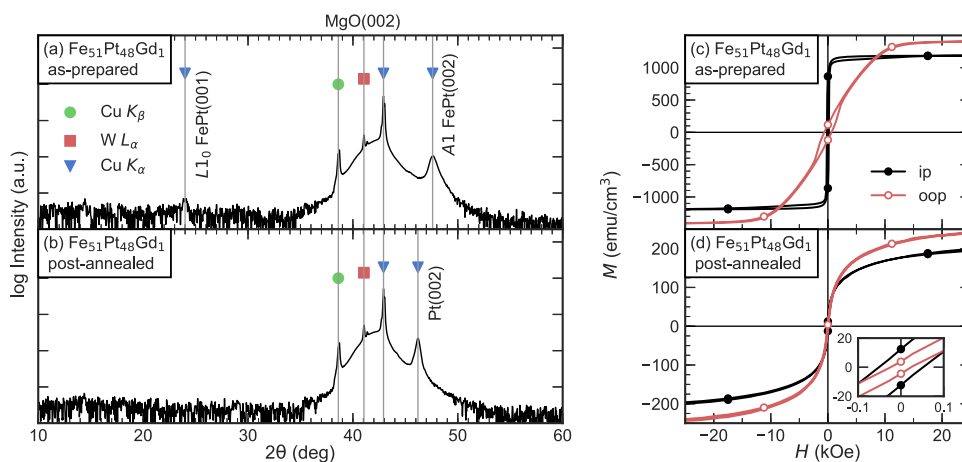 MgO(002)
(a) Fe₅₁Pt₄₈Gd₁
as-prepared
Cu Kβ
W Lα
Cu Kα
L1₀ FePt(001)
A1 FePt(002)
(b) Fe₅₁Pt₄₈Gd₁
post-annealed
Pt(002)
log Intensity (a.u.)
10 20 30 40 50 60
2θ (deg)
(c) Fe₅₁Pt₄₈Gd₁
as-prepared
1000
500
0
−500
−1000
ip
oop
M (emu/cm³)
(d) Fe₅₁Pt₄₈Gd₁
post-annealed
200
100
0
−100
−200
20
0
−20
−0.1 0 0.1
−20 −10 0 10 20
H (kOe)